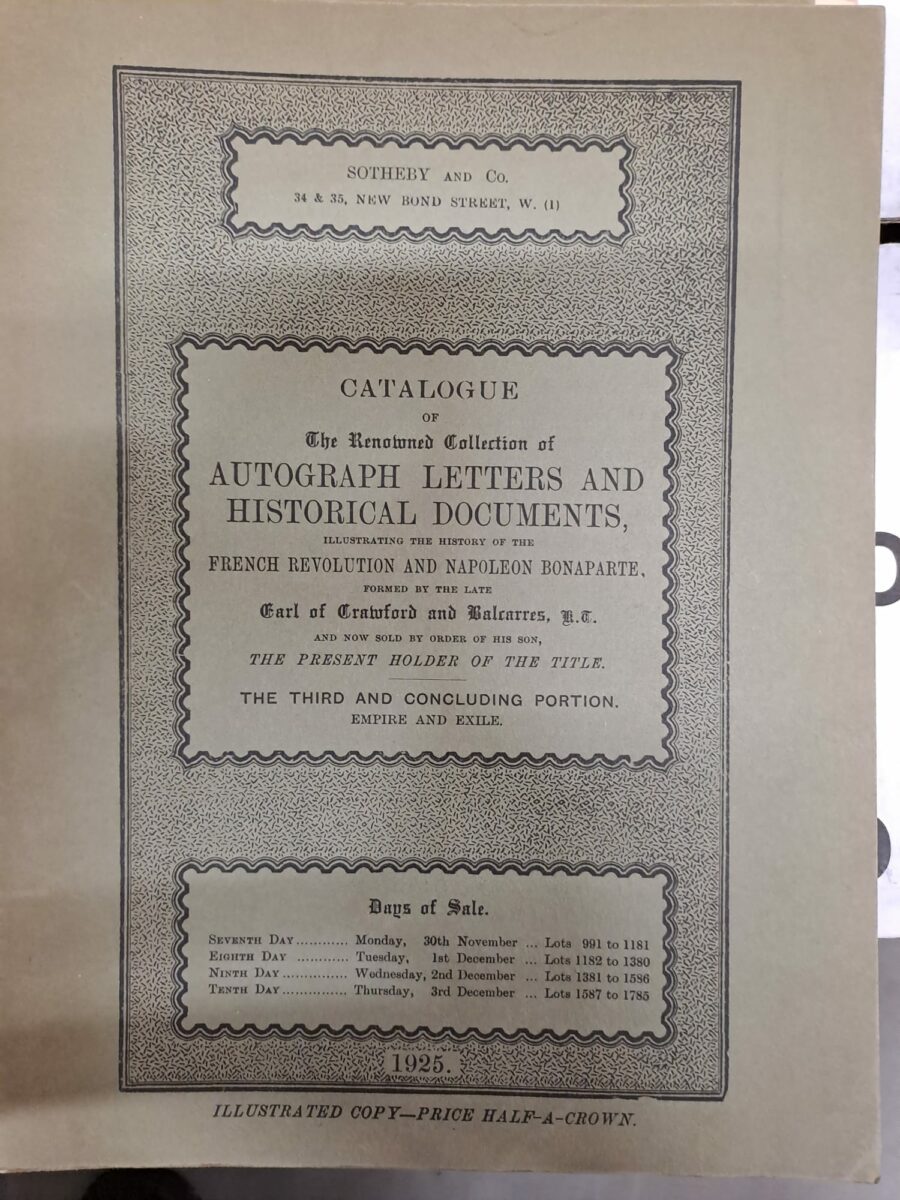 SOTHEBY AND Co.
34 & 35, NEW BOND STREET, W. (1)
CATALOGUE
OF
The Renowned Collection of
AUTOGRAPH LETTERS AND
HISTORICAL DOCUMENTS,
ILLUSTRATING THE HISTORY OF THE
FRENCH REVOLUTION AND NAPOLEON BONAPARTE,
FORMED BY THE LATE
Earl of Crawford and Balcarres, K.T.
AND NOW SOLD BY ORDER OF HIS SON,
THE PRESENT HOLDER OF THE TITLE.
THE THIRD AND CONCLUDING PORTION.
EMPIRE AND EXILE.
Days of Sale.
SEVENTH DAY............ Monday, 30th November ... Lots 991 to 1181
EIGHTH DAY ............ Tuesday, 1st December ... Lots 1182 to 1380
NINTH DAY............... Wednesday, 2nd December ... Lots 1381 to 1586
TENTH DAY............... Thursday, 3rd December ... Lots 1587 to 1785
1925.
ILLUSTRATED COPY—PRICE HALF-A-CROWN.